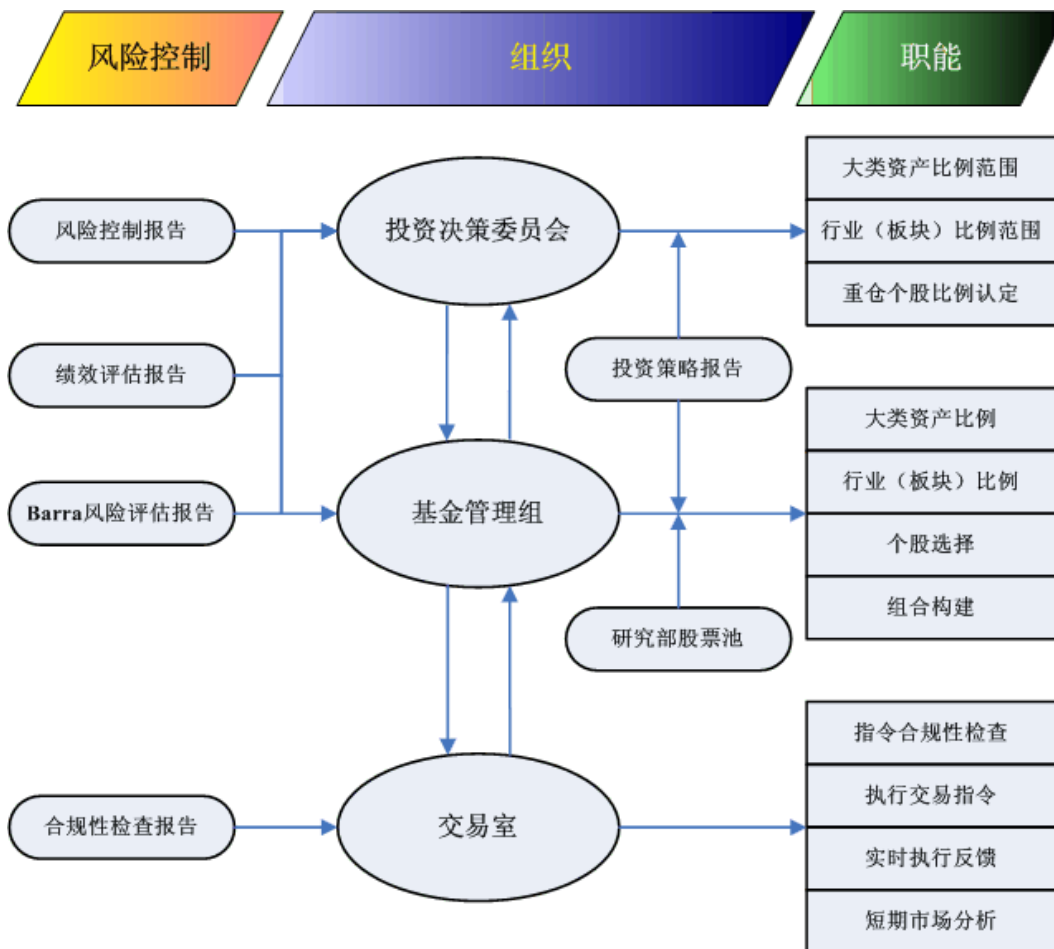 风险控制
组织
职能
大类资产比例范围
风险控制报告
投资决策委员会
行业（板块）比例范围
重仓个股比例认定
绩效评估报告
投资策略报告
大类资产比例
行业（板块）比例
Barra风险评估报告
基金管理组
个股选择
组合构建
研究部股票池
指令合规性检查
执行交易指令
合规性检查报告
交易室
实时执行反馈
短期市场分析